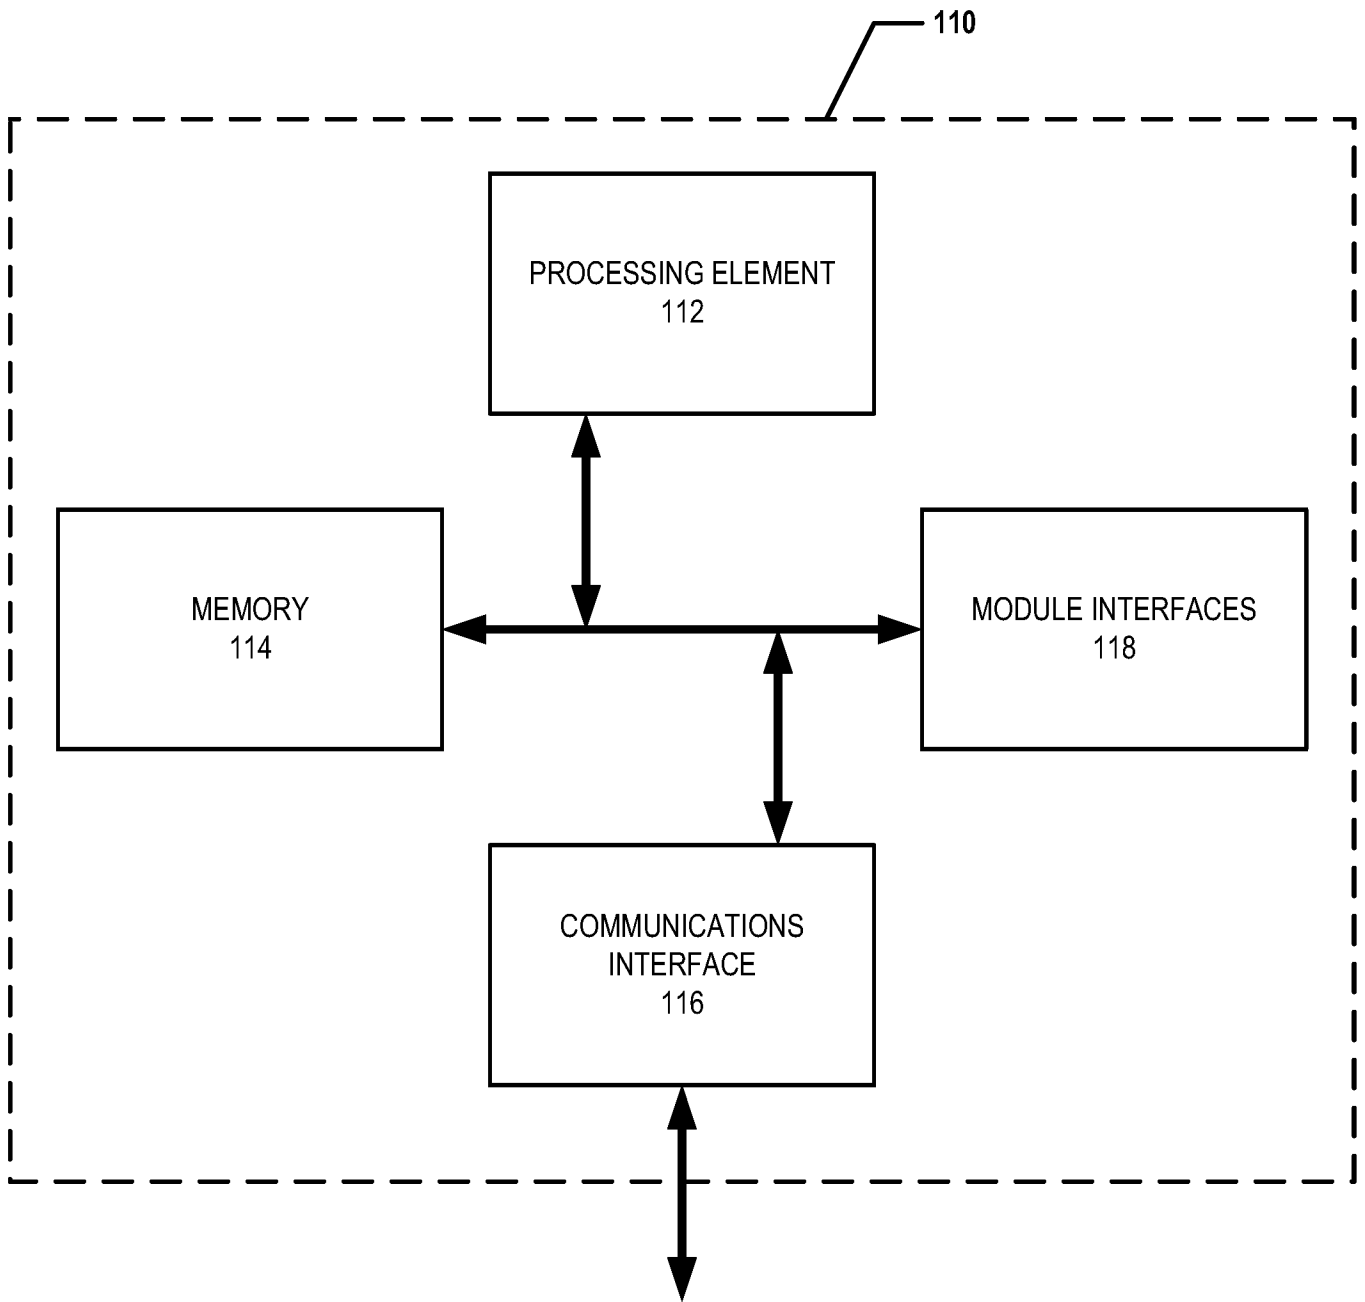 110
PROCESSING ELEMENT
112
MEMORY
114
MODULE INTERFACES
118
COMMUNICATIONS
INTERFACE
116